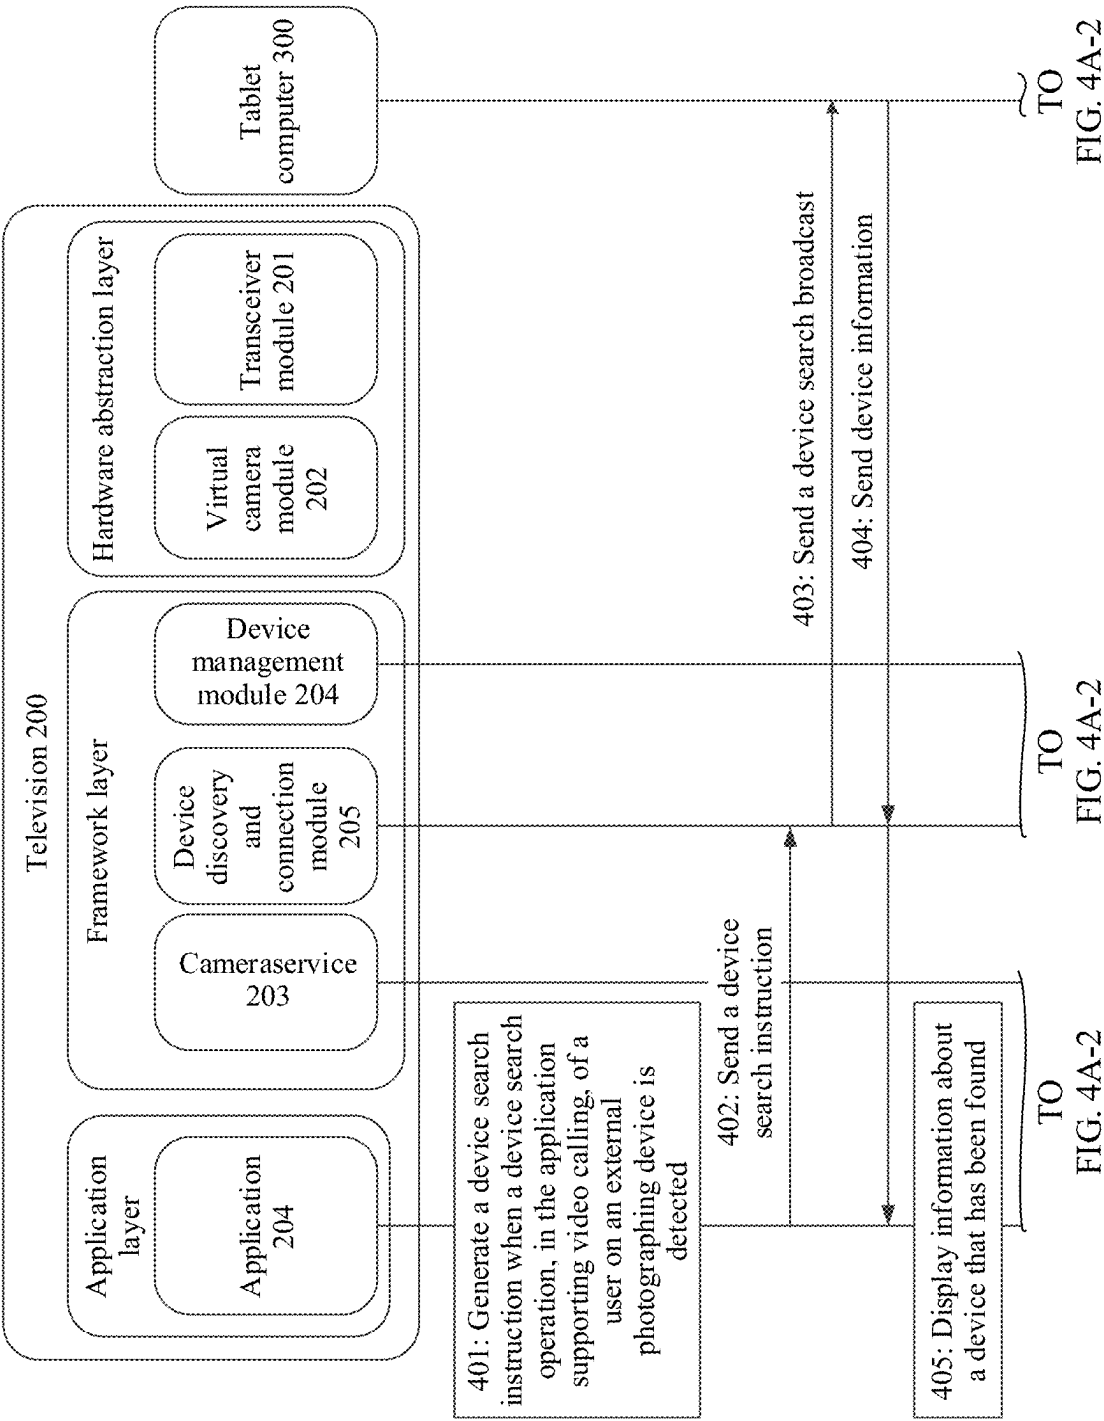 Television 200
Application
layer
Framework layer
Hardware abstraction layer
Application
204
Cameraservice
203
Device
discovery
and
connection
module
205
Device
management
module 204
Virtual
camera
module
202
Transceiver
module 201
Tablet
computer 300
401: Generate a device search
instruction when a device search
operation, in the application
supporting video calling, of a
user on an external
photographing device is
detected
402: Send a device
search instruction
403: Send a device search broadcast
404: Send device information
405: Display information about
a device that has been found
TO
FIG. 4A-2
TO
FIG. 4A-2
TO
FIG. 4A-2